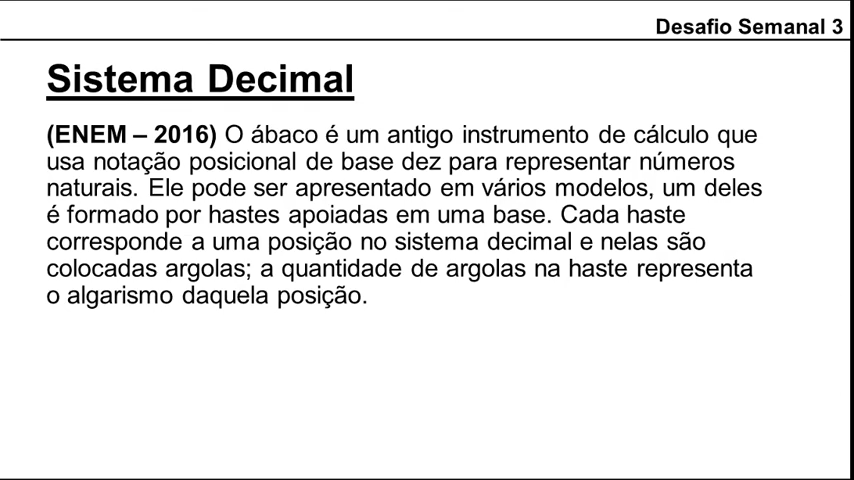 Desafio Semanal 3
Sistema Decimal
(ENEM – 2016) O ábaco é um antigo instrumento de cálculo que
usa notação posicional de base dez para representar números
naturais. Ele pode ser apresentado em vários modelos, um deles
é formado por hastes apoiadas em uma base. Cada haste
corresponde a uma posição no sistema decimal e nelas são
colocadas argolas; a quantidade de argolas na haste representa
o algarismo daquela posição.